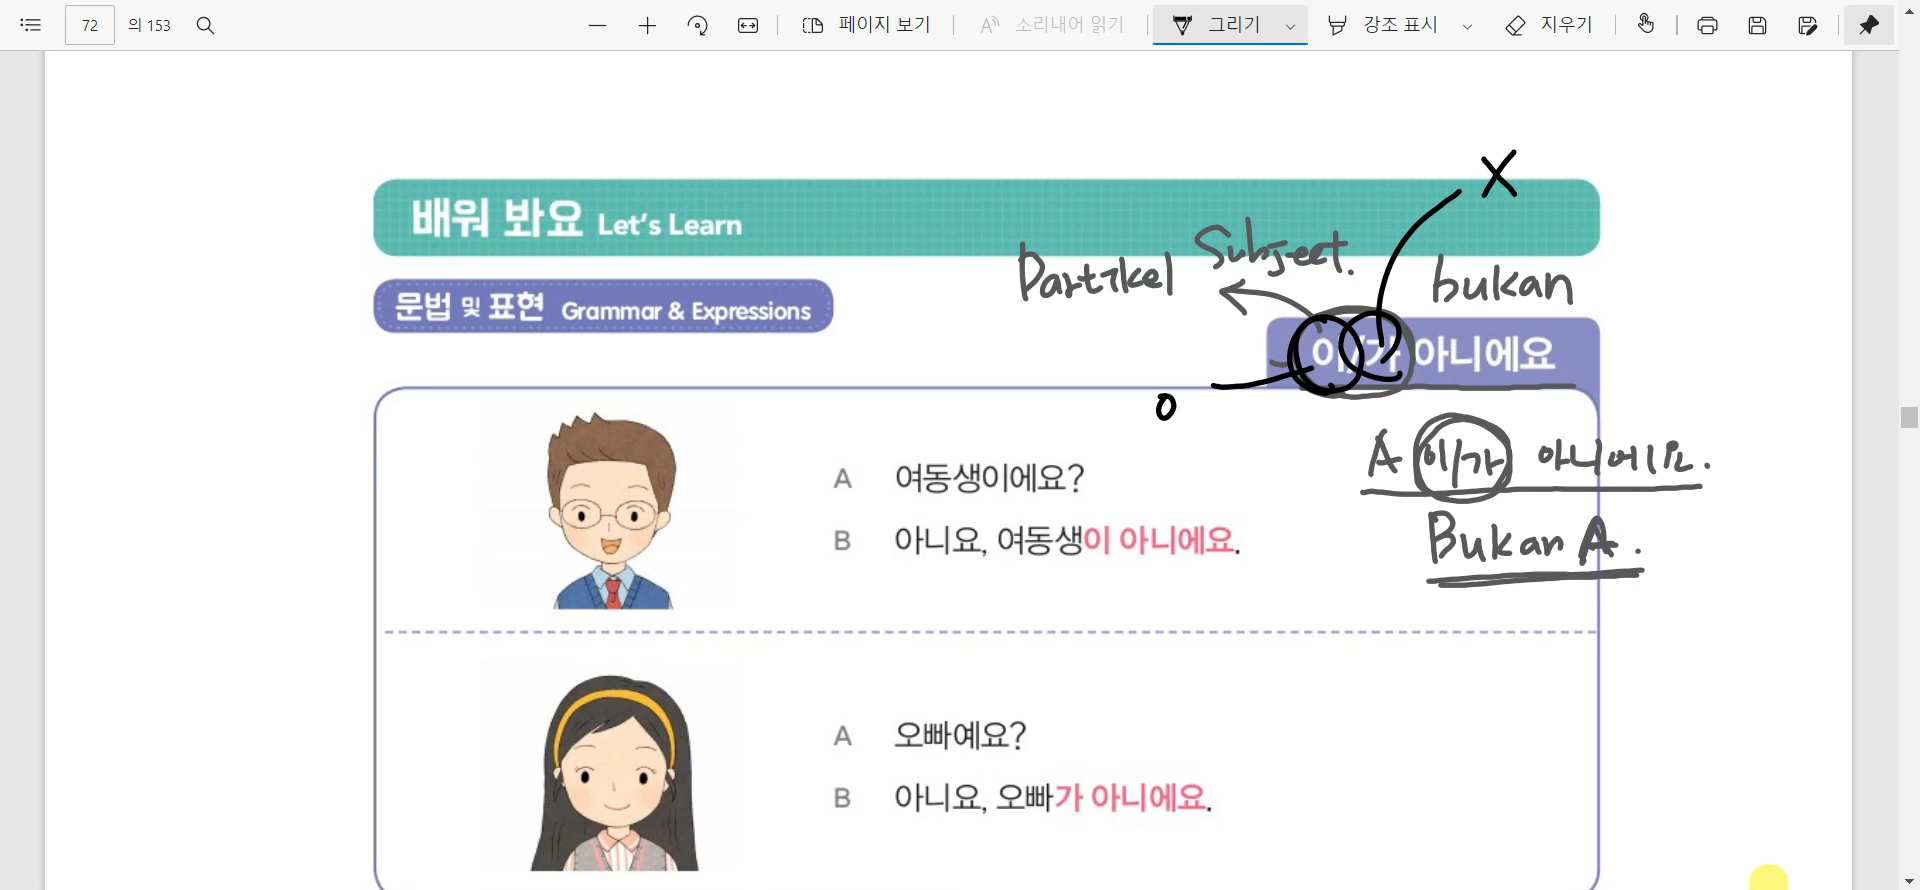 72 의 153 페이지 보기 소리내어 읽기 그리기 강조 표시 지우기
X
배워 봐요 Let's Learn
Partikel Subject.
bukan
문법 및 표현 Grammar & Expressions
이/가 아니에요
O
A 이/가 아니에요.
Bukan A.
A 여동생이에요?
B 아니요, 여동생이 아니에요.
A 오빠예요?
B 아니요, 오빠가 아니에요.